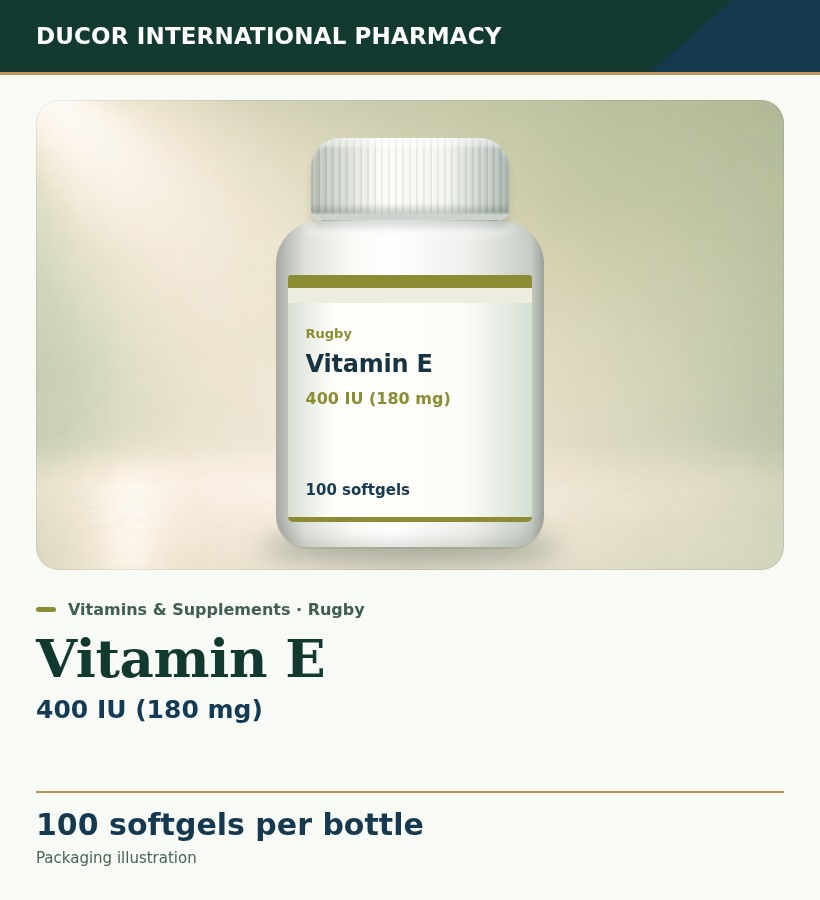 DUCOR INTERNATIONAL PHARMACY
Rugby
Vitamin E
400 IU (180 mg)
100 softgels
Vitamins & Supplements · Rugby
Vitamin E
400 IU (180 mg)
100 softgels per bottle
Packaging illustration